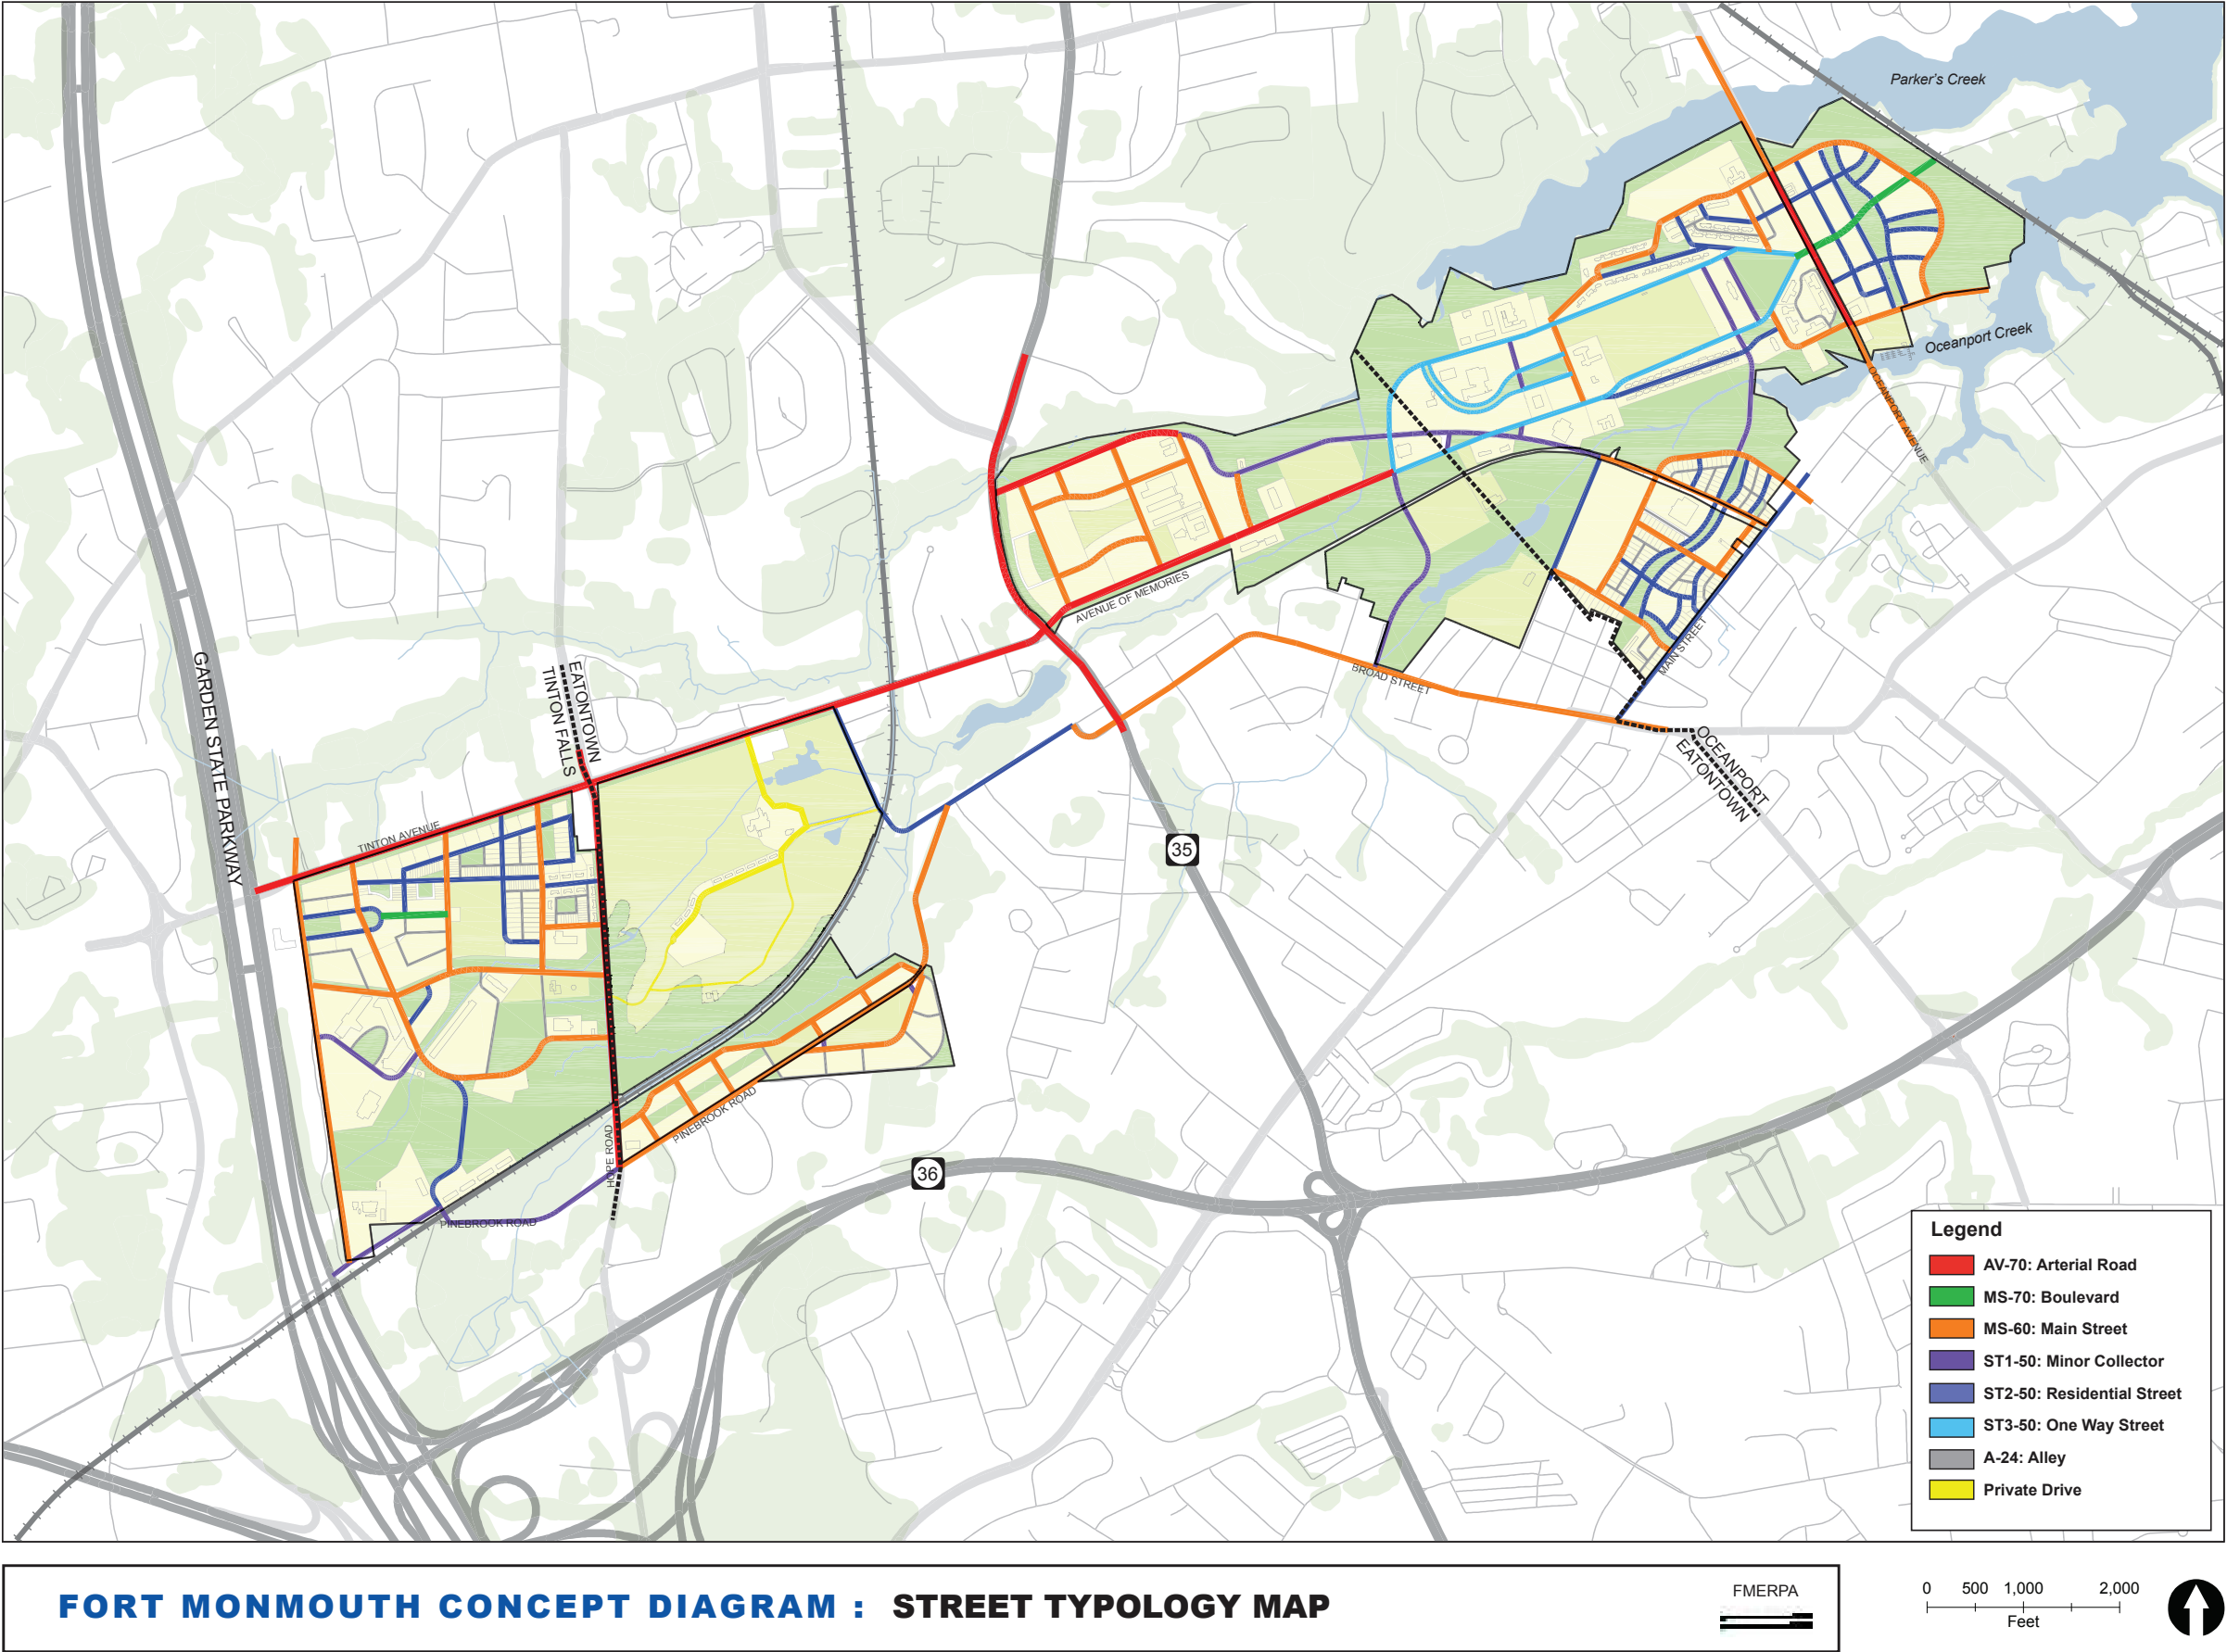 Parker's Creek
Oceanport Creek
OCEANPORT AVENUE
AVENUE OF MEMORIES
BROAD STREET
MAIN STREET
GARDEN STATE PARKWAY
EATONTOWN
TINTON FALLS
OCEANPORT
EATONTOWN
TINTON AVENUE
35
PINEBROOK ROAD
HOPE ROAD
36
PINEBROOK ROAD
Legend
AV-70: Arterial Road
MS-70: Boulevard
MS-60: Main Street
ST1-50: Minor Collector
ST2-50: Residential Street
ST3-50: One Way Street
A-24: Alley
Private Drive
FORT MONMOUTH CONCEPT DIAGRAM : STREET TYPOLOGY MAP
FMERPA
0 500 1,000 2,000
Feet